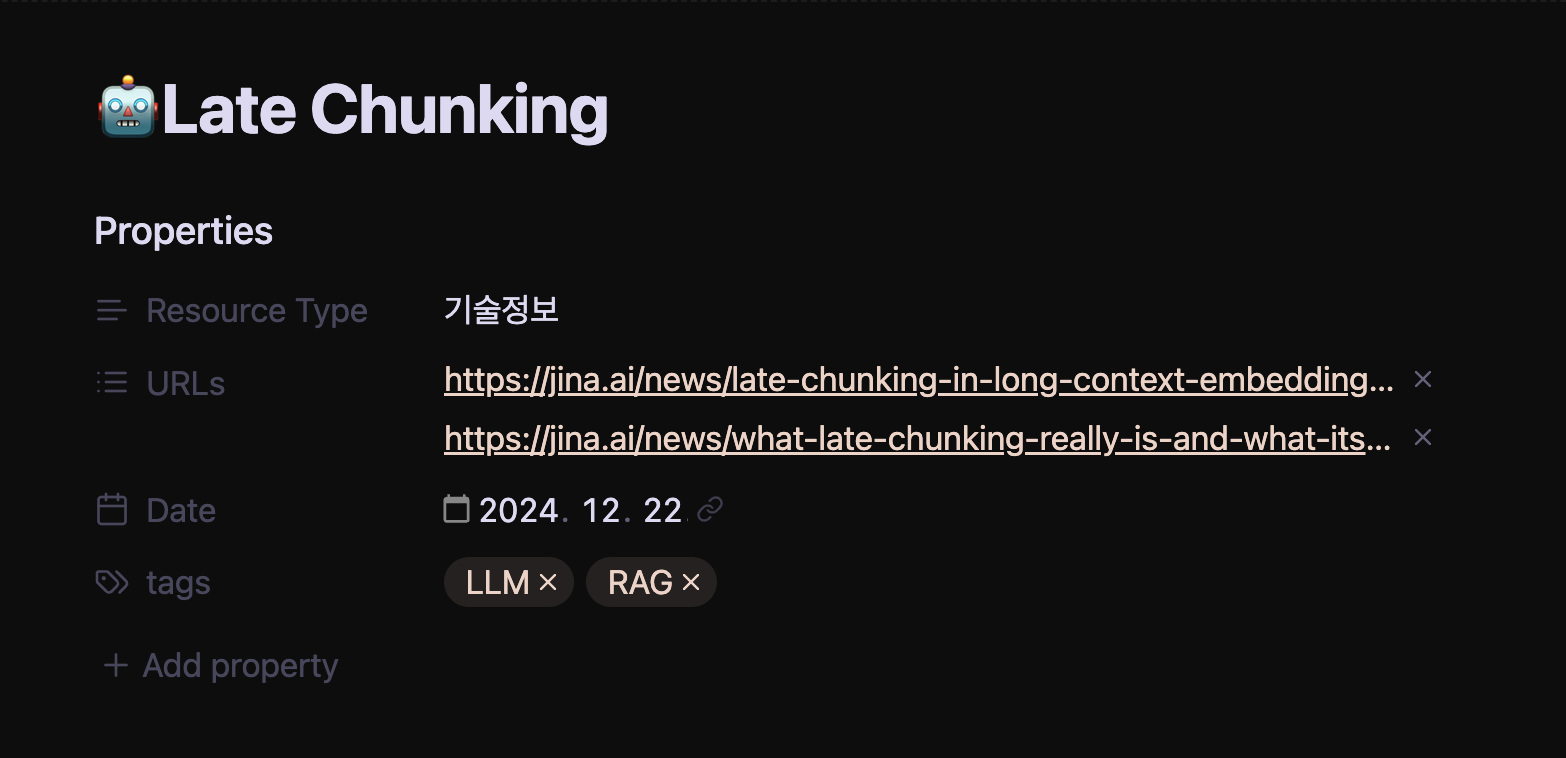 🤖Late Chunking
Properties
Resource Type 기술정보
URLs https://jina.ai/news/late-chunking-in-long-context-embedding...
https://jina.ai/news/what-late-chunking-really-is-and-what-its...
Date 2024. 12. 22.
tags LLM × RAG ×
+ Add property